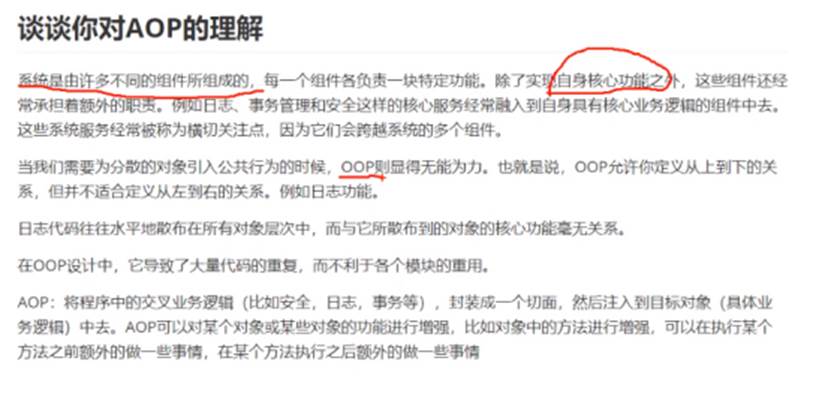 谈谈你对AOP的理解
系统是由许多不同的组件所组成的，每一个组件各负责一块特定功能。除了实现自身核心功能之外，这些组件还经
常承担着额外的职责。例如日志、事务管理和安全这样的核心服务经常融入到自身具有核心业务逻辑的组件中去。
这些系统服务经常被称为横切关注点，因为它们会跨越系统的多个组件。
当我们需要为分散的对象引入公共行为的时候，OOP则显得无能为力。也就是说，OOP允许你定义从上到下的关
系，但并不适合定义从左到右的关系。例如日志功能。
日志代码往往水平地散布在所有对象层次中，而与它所散布到的对象的核心功能毫无关系。
在OOP设计中，它导致了大量代码的重复，而不利于各个模块的重用。
AOP：将程序中的交叉业务逻辑（比如安全，日志，事务等），封装成一个切面，然后注入到目标对象（具体业
务逻辑）中去。AOP可以对某个对象或某些对象的功能进行增强，比如对象中的方法进行增强，可以在执行某个
方法之前额外的做一些事情，在某个方法执行之后额外的做一些事情